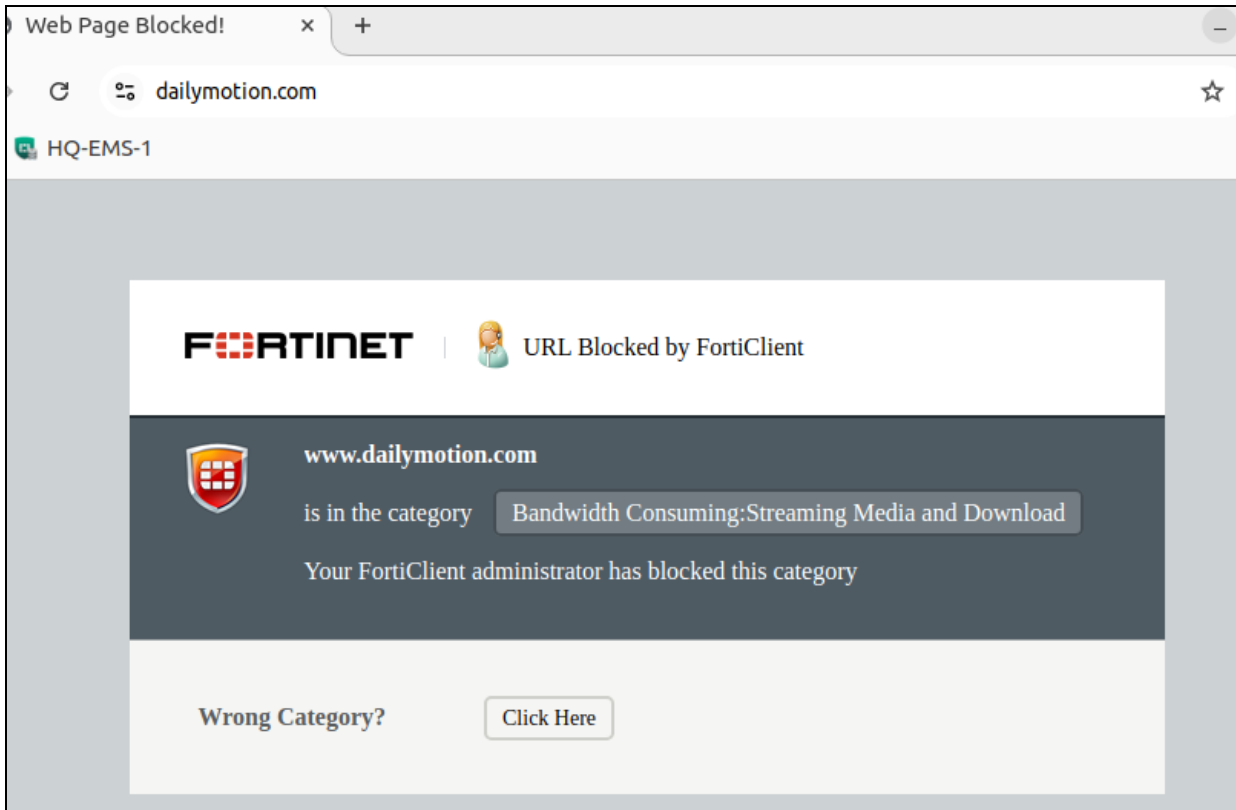 Web Page Blocked!
dailymotion.com
HQ-EMS-1
FORTINET
URL Blocked by FortiClient
www.dailymotion.com
is in the category Bandwidth Consuming:Streaming Media and Download
Your FortiClient administrator has blocked this category
Wrong Category? Click Here